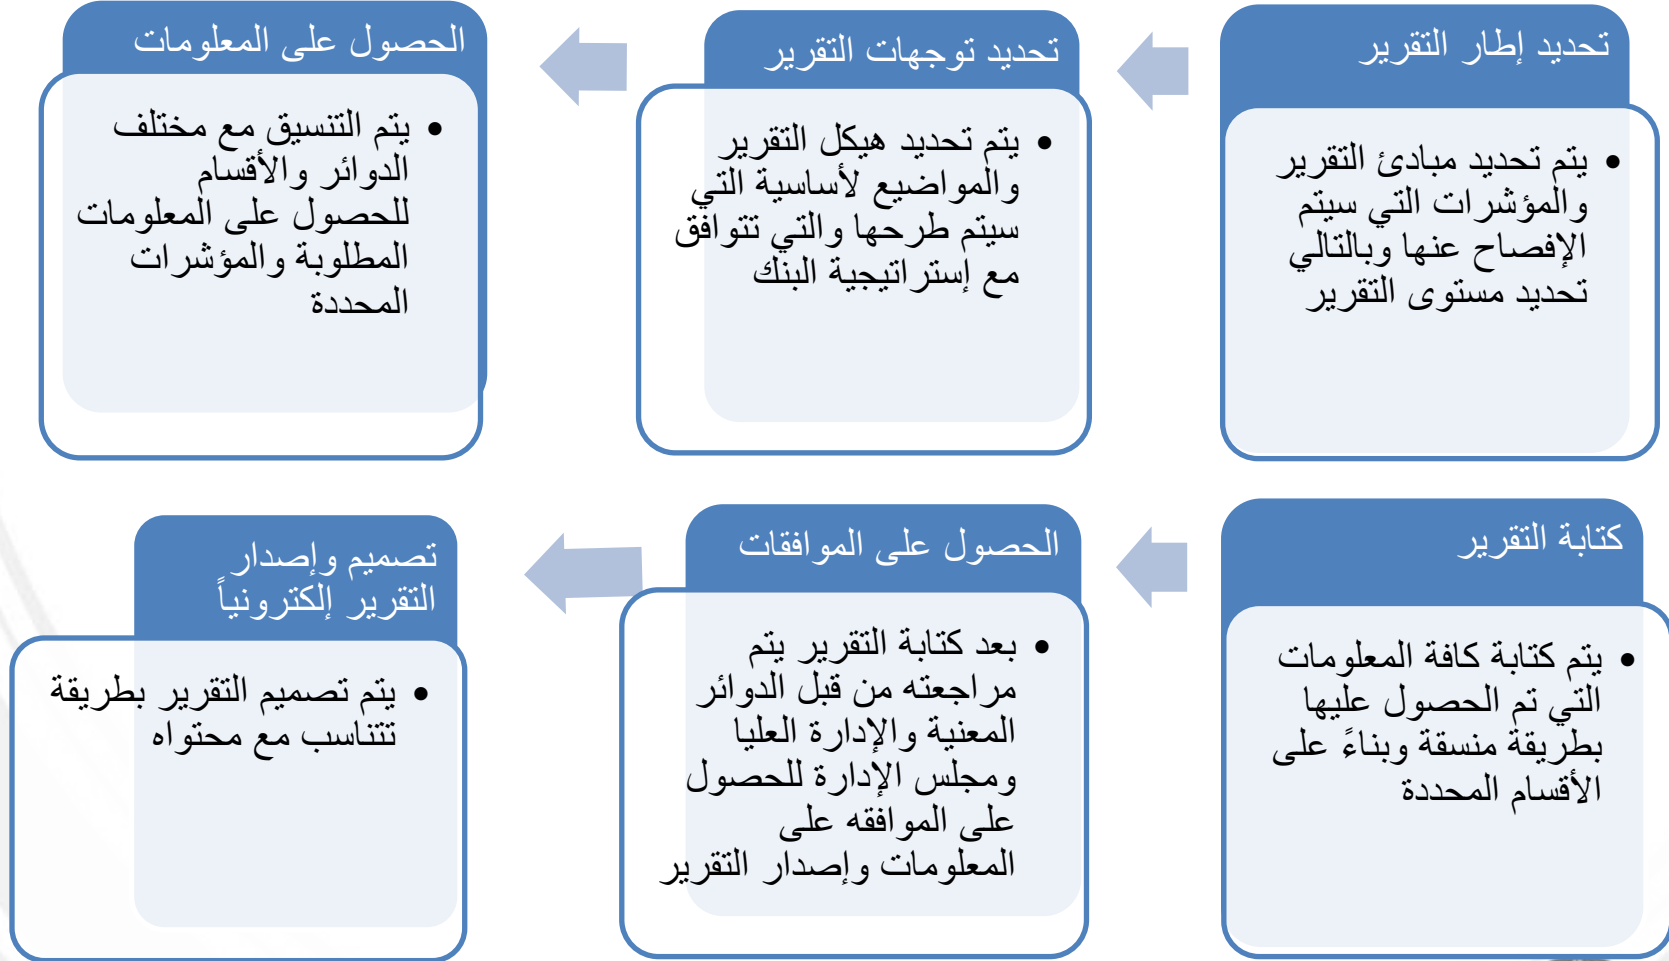 تحديد إطار التقرير
• يتم تحديد مبادئ التقرير
والمؤشرات التي سيتم
الإفصاح عنها وبالتالي
تحديد مستوى التقرير
تحديد توجهات التقرير
• يتم تحديد هيكل التقرير
والمواضيع لأساسية التي
سيتم طرحها والتي تتوافق
مع إستراتيجية البنك
الحصول على المعلومات
• يتم التنسيق مع مختلف
الدوائر والأقسام
للحصول على المعلومات
المطلوبة والمؤشرات
المحددة
كتابة التقرير
• يتم كتابة كافة المعلومات
التي تم الحصول عليها
بطريقة منسقة وبناءً على
الأقسام المحددة
الحصول على الموافقات
• بعد كتابة التقرير يتم
مراجعته من قبل الدوائر
المعنية والإدارة العليا
ومجلس الإدارة للحصول
على الموافقه على
المعلومات وإصدار التقرير
تصميم وإصدار
التقرير إلكترونياً
• يتم تصميم التقرير بطريقة
تتناسب مع محتواه